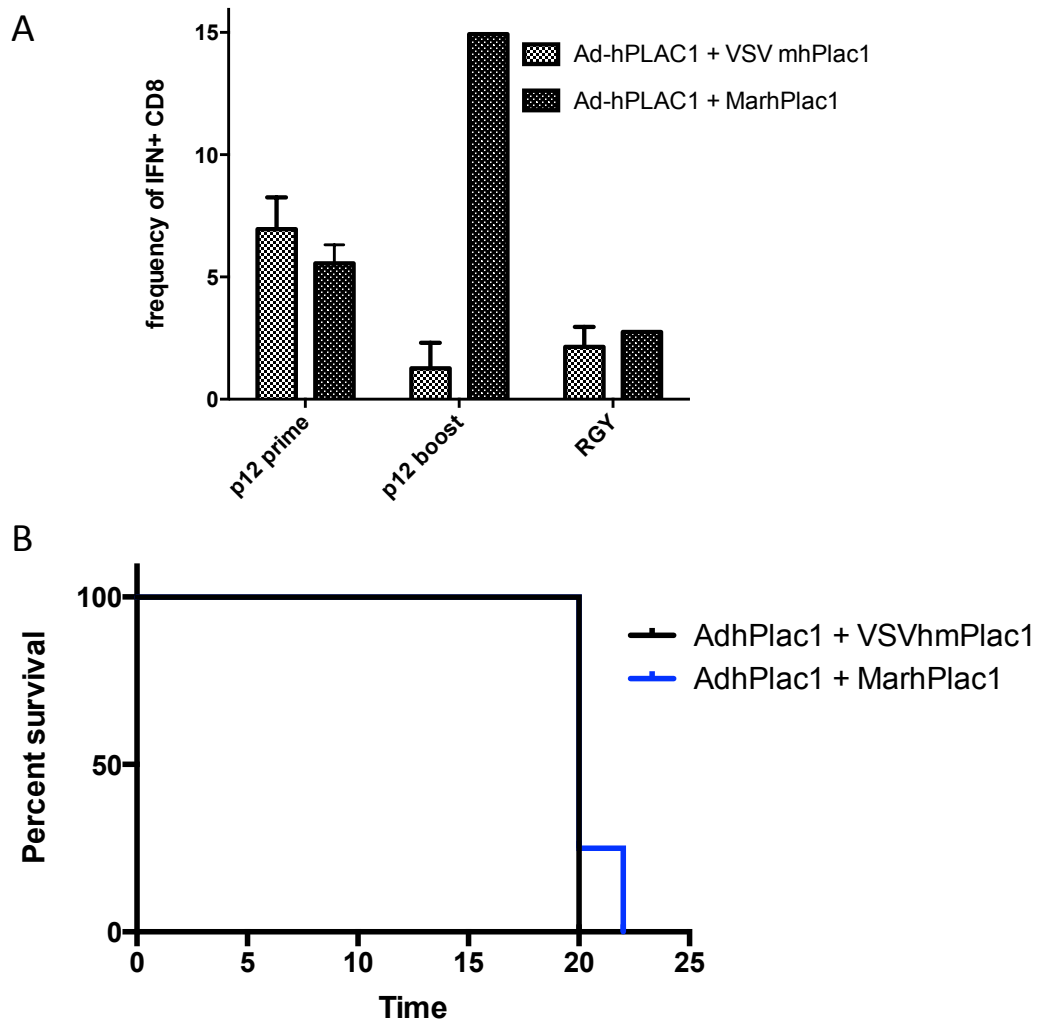 A
frequency of IFN+ CD8
15
10
5
0
p12 prime
p12 boost
RGY
Ad-hPLAC1 + VSV mhPlac1
Ad-hPLAC1 + MarhPlac1
B
Percent survival
100
50
0
0 5 10 15 20 25
Time
AdhPlac1 + VSVhmPlac1
AdhPlac1 + MarhPlac1